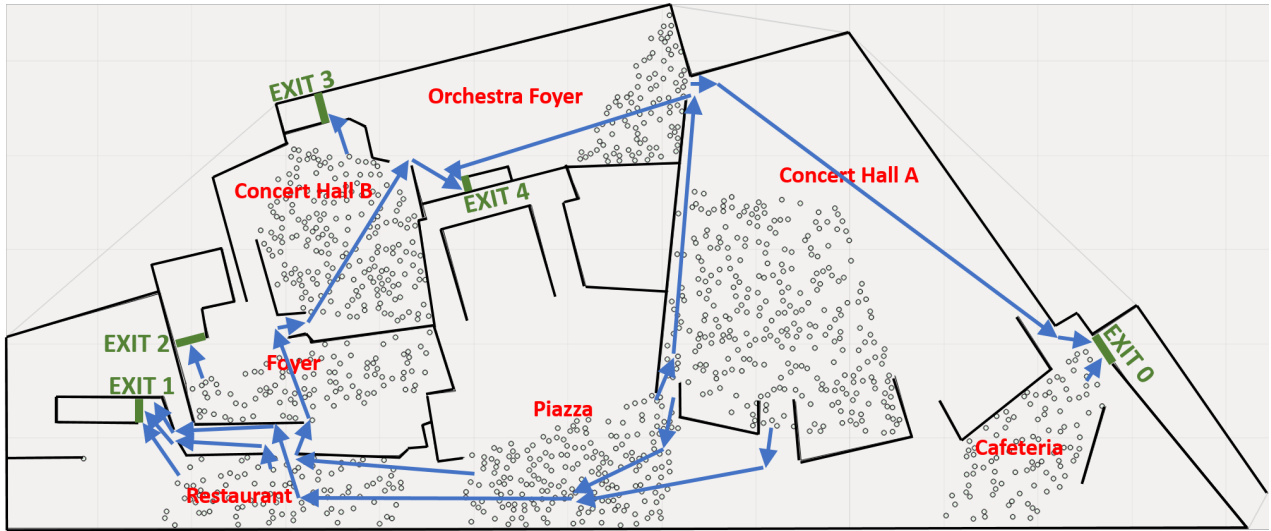 EXIT 3
Orchestra Foyer
Concert Hall B
Concert Hall A
EXIT 4
EXIT 2
Foyer
EXIT 0
EXIT 1
Piazza
Cafeteria
Restaurant